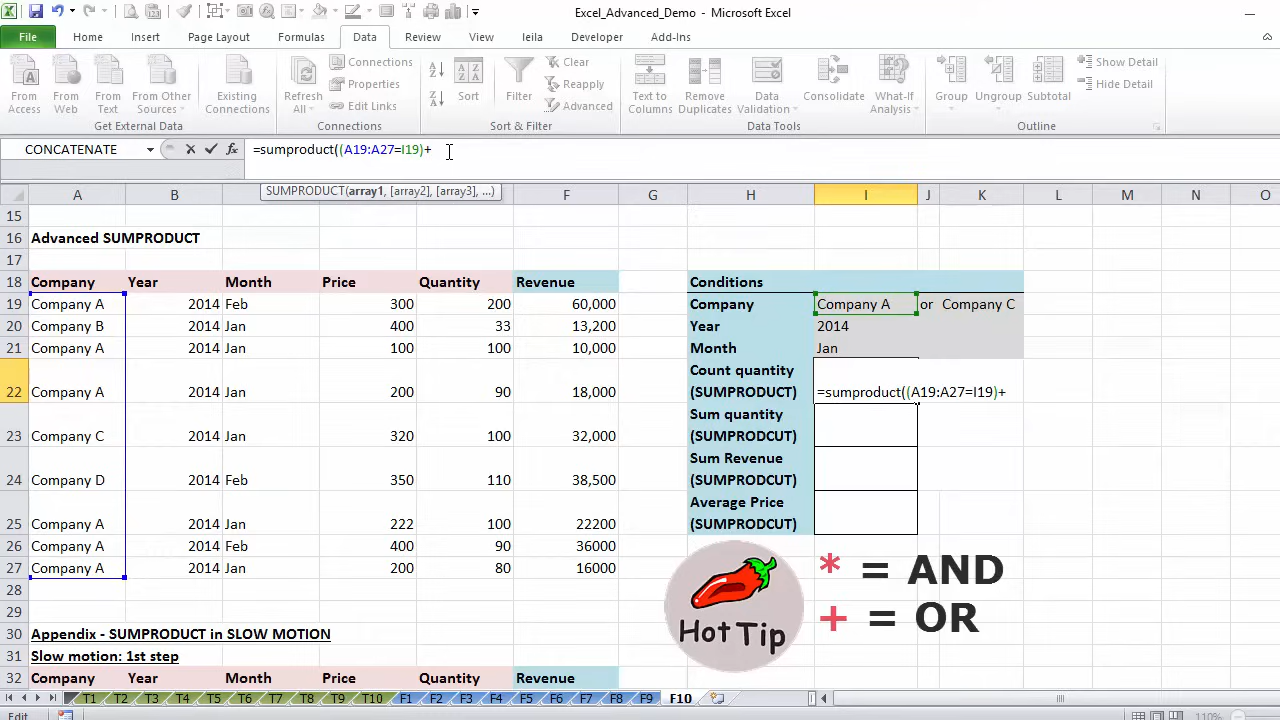 Excel_Advanced_Demo - Microsoft Excel
File Home Insert Page Layout Formulas Data Review View leila Developer Add-Ins
From Access
From Web
From Text
From Other Sources
Existing Connections
Get External Data
Refresh All
Connections
Properties
Edit Links
Connections
Sort
Filter
Clear
Reapply
Advanced
Sort & Filter
Text to Columns
Remove Duplicates
Data Validation
Consolidate
What-If Analysis
Data Tools
Group
Ungroup
Subtotal
Show Detail
Hide Detail
Outline
CONCATENATE fx =sumproduct((A19:A27=I19)+
SUMPRODUCT(array1, [array2], [array3], ...)
A B F G H I J K L M N O
15
16 Advanced SUMPRODUCT
17
18 Company Year Month Price Quantity Revenue Conditions
19 Company A 2014 Feb 300 200 60,000 Company Company A or Company C
20 Company B 2014 Jan 400 33 13,200 Year 2014
21 Company A 2014 Jan 100 100 10,000 Month Jan
Count quantity
22 Company A 2014 Jan 200 90 18,000 (SUMPRODUCT) =sumproduct((A19:A27=I19)+
Sum quantity
23 Company C 2014 Jan 320 100 32,000 (SUMPRODCUT)
Sum Revenue
24 Company D 2014 Feb 350 110 38,500 (SUMPRODCUT)
Average Price
25 Company A 2014 Jan 222 100 22200 (SUMPRODCUT)
26 Company A 2014 Feb 400 90 36000
27 Company A 2014 Jan 200 80 16000
Hot Tip
* = AND
+ = OR
28
29
30 Appendix - SUMPRODUCT in SLOW MOTION
31 Slow motion: 1st step
32 Company Year Month Price Quantity Revenue
T1 T2 T3 T4 T5 T6 T7 T8 T9 T10 F1 F2 F3 F4 F5 F6 F7 F8 F9 F10
Edit 110%